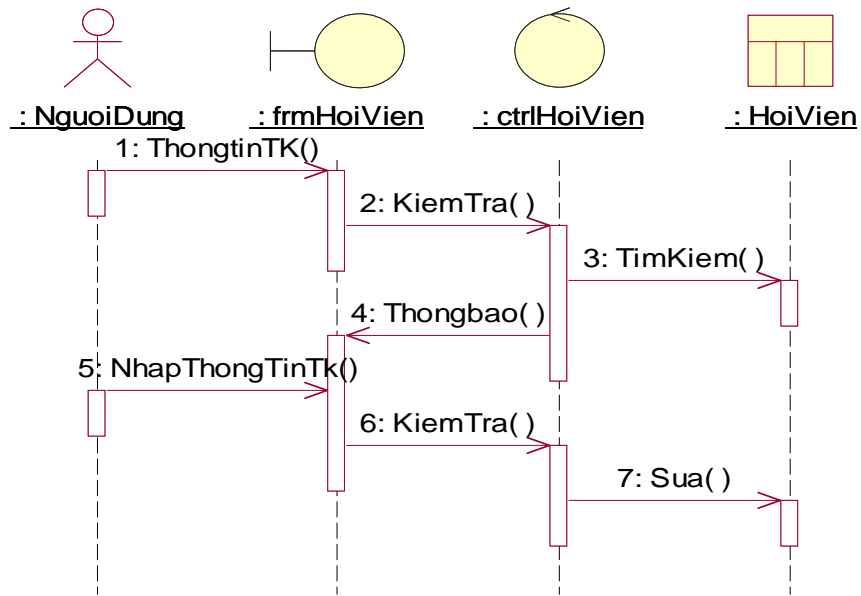 : NguoiDung
: frmHoiVien
: ctrlHoiVien
: HoiVien
1: ThongtinTK()
2: KiemTra( )
3: TimKiem( )
4: Thongbao( )
5: NhapThongTinTk()
6: KiemTra( )
7: Sua( )